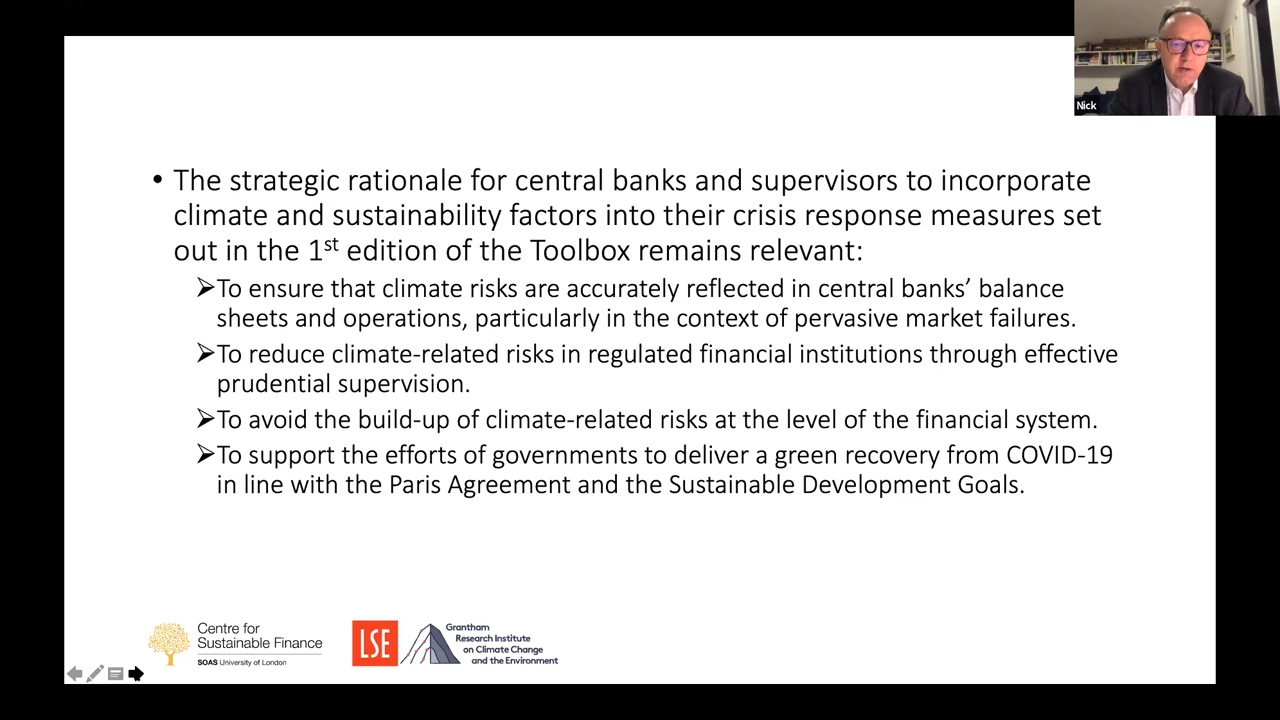 Nick
• The strategic rationale for central banks and supervisors to incorporate
climate and sustainability factors into their crisis response measures set
out in the 1st edition of the Toolbox remains relevant:
➢To ensure that climate risks are accurately reflected in central banks’ balance
sheets and operations, particularly in the context of pervasive market failures.
➢To reduce climate-related risks in regulated financial institutions through effective
prudential supervision.
➢To avoid the build-up of climate-related risks at the level of the financial system.
➢To support the efforts of governments to deliver a green recovery from COVID-19
in line with the Paris Agreement and the Sustainable Development Goals.
Centre for
Sustainable Finance
SOAS University of London
LSE
Grantham
Research Institute
on Climate Change
and the Environment